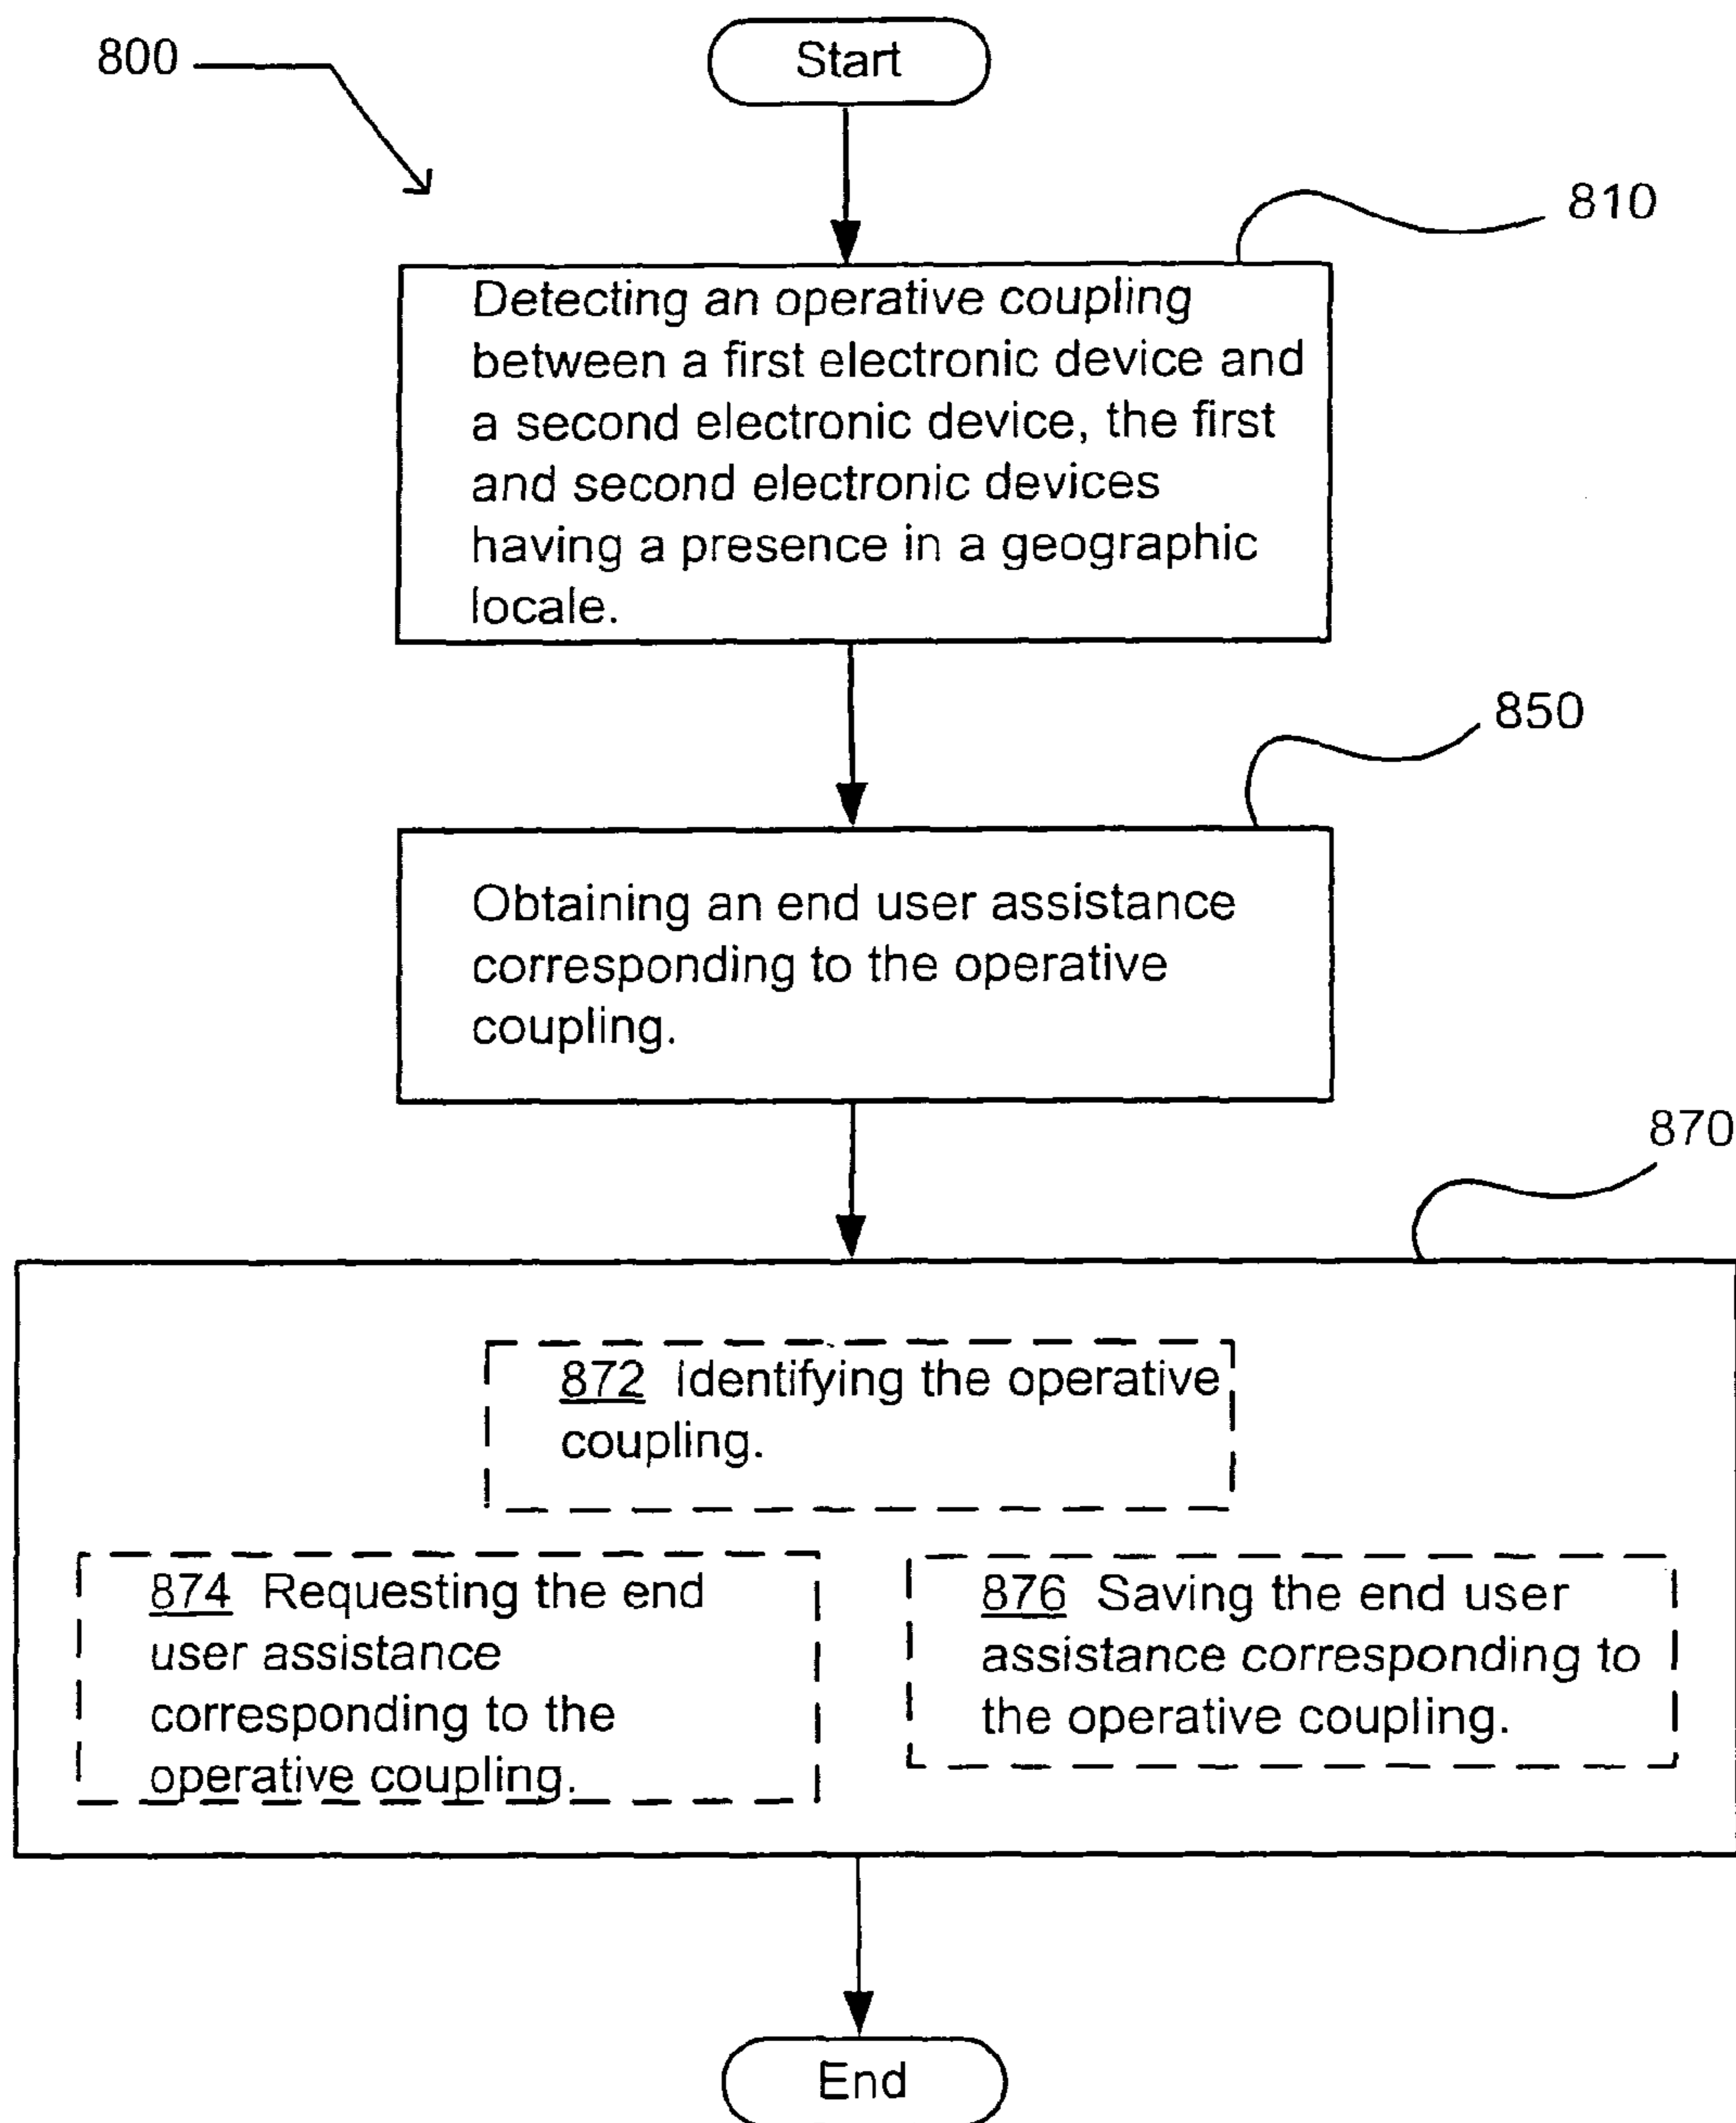 800
Start
810
Detecting an operative coupling
between a first electronic device and
a second electronic device, the first
and second electronic devices
having a presence in a geographic
locale.
850
Obtaining an end user assistance
corresponding to the operative
coupling.
870
872 Identifying the operative
coupling.
874 Requesting the end
user assistance
corresponding to the
operative coupling.
876 Saving the end user
assistance corresponding to
the operative coupling.
End